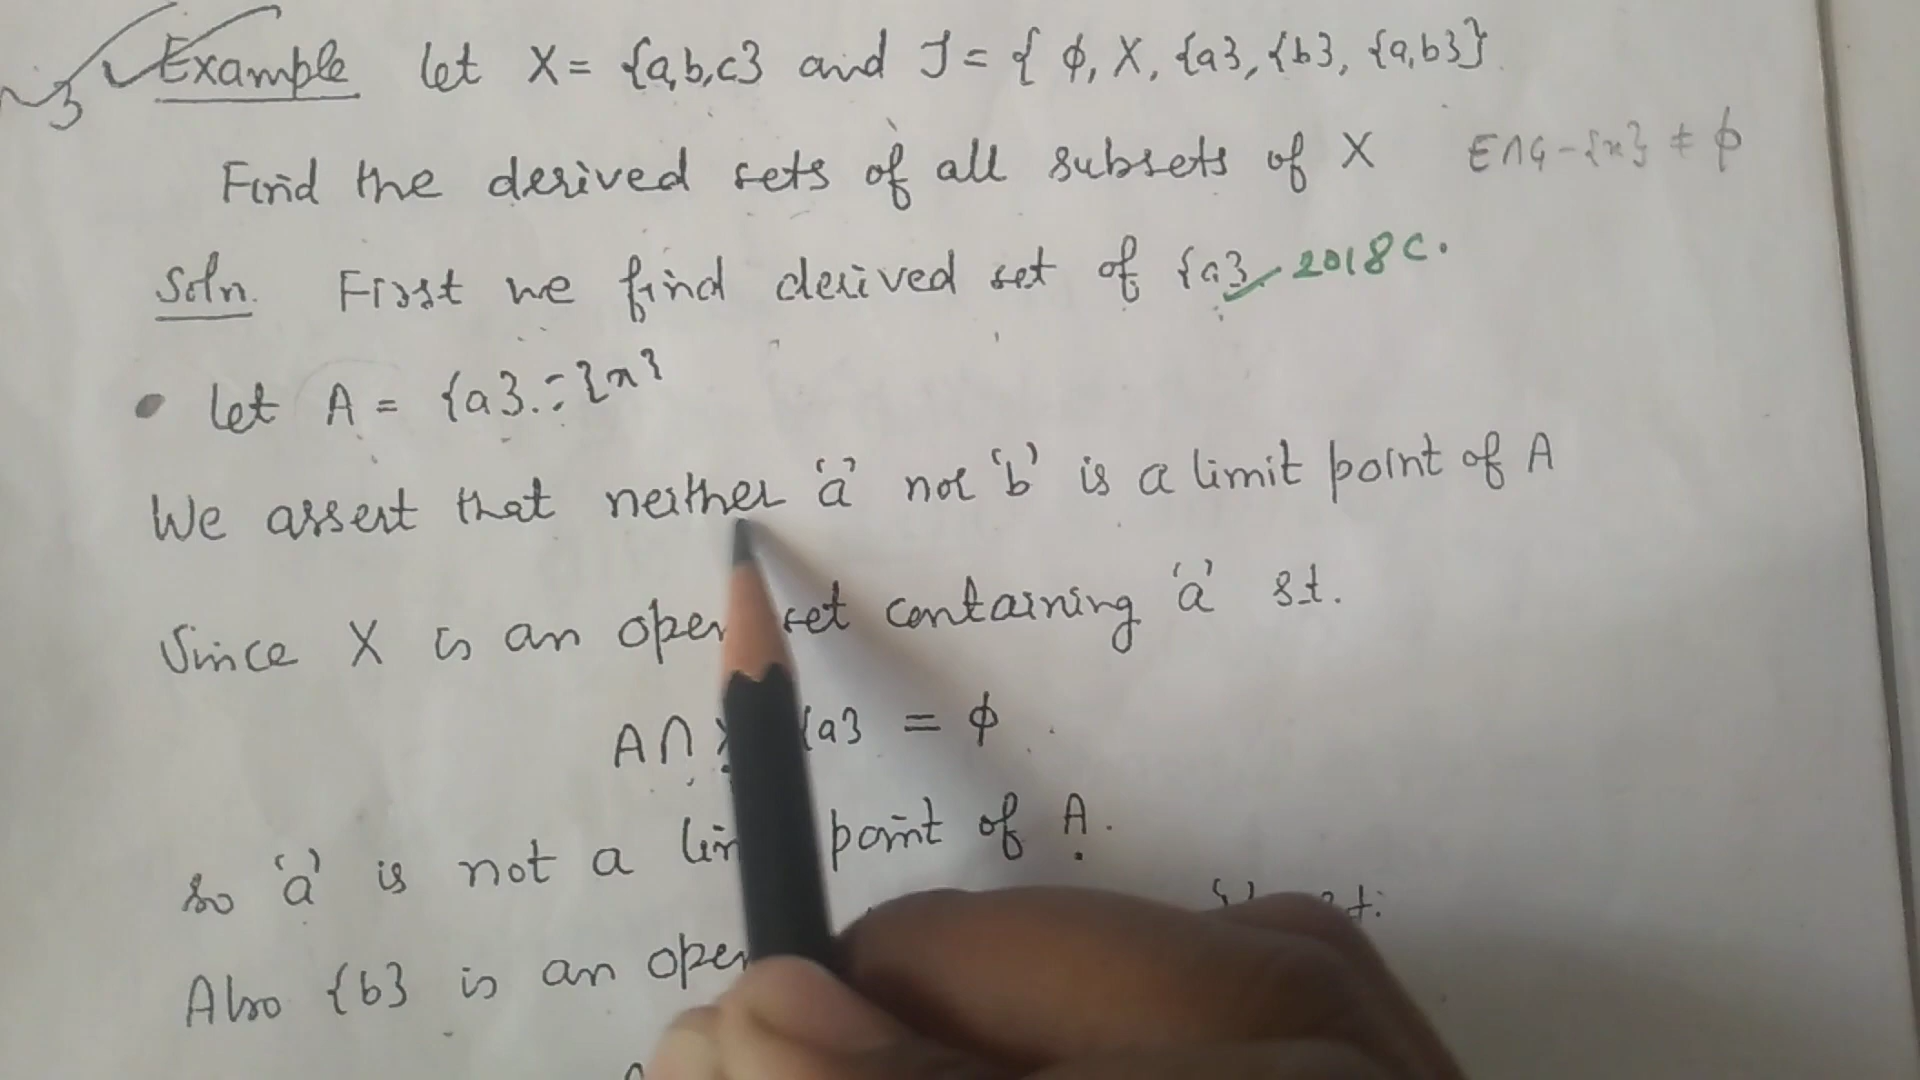 Example let X = {a,b,c} and J = { ϕ, X, {a}, {b}, {a,b}}
Find the derived sets of all subsets of X E∩G-{x} ≠ ϕ
Soln. First we find derived set of {a} 2018 C.
• let A = {a}. = {x}
We assert that neither 'a' nor 'b' is a limit point of A
Since X is an open set containing 'a' s.t.
A∩ {a} = ϕ
so 'a' is not a point of A.
Also {b} is an open